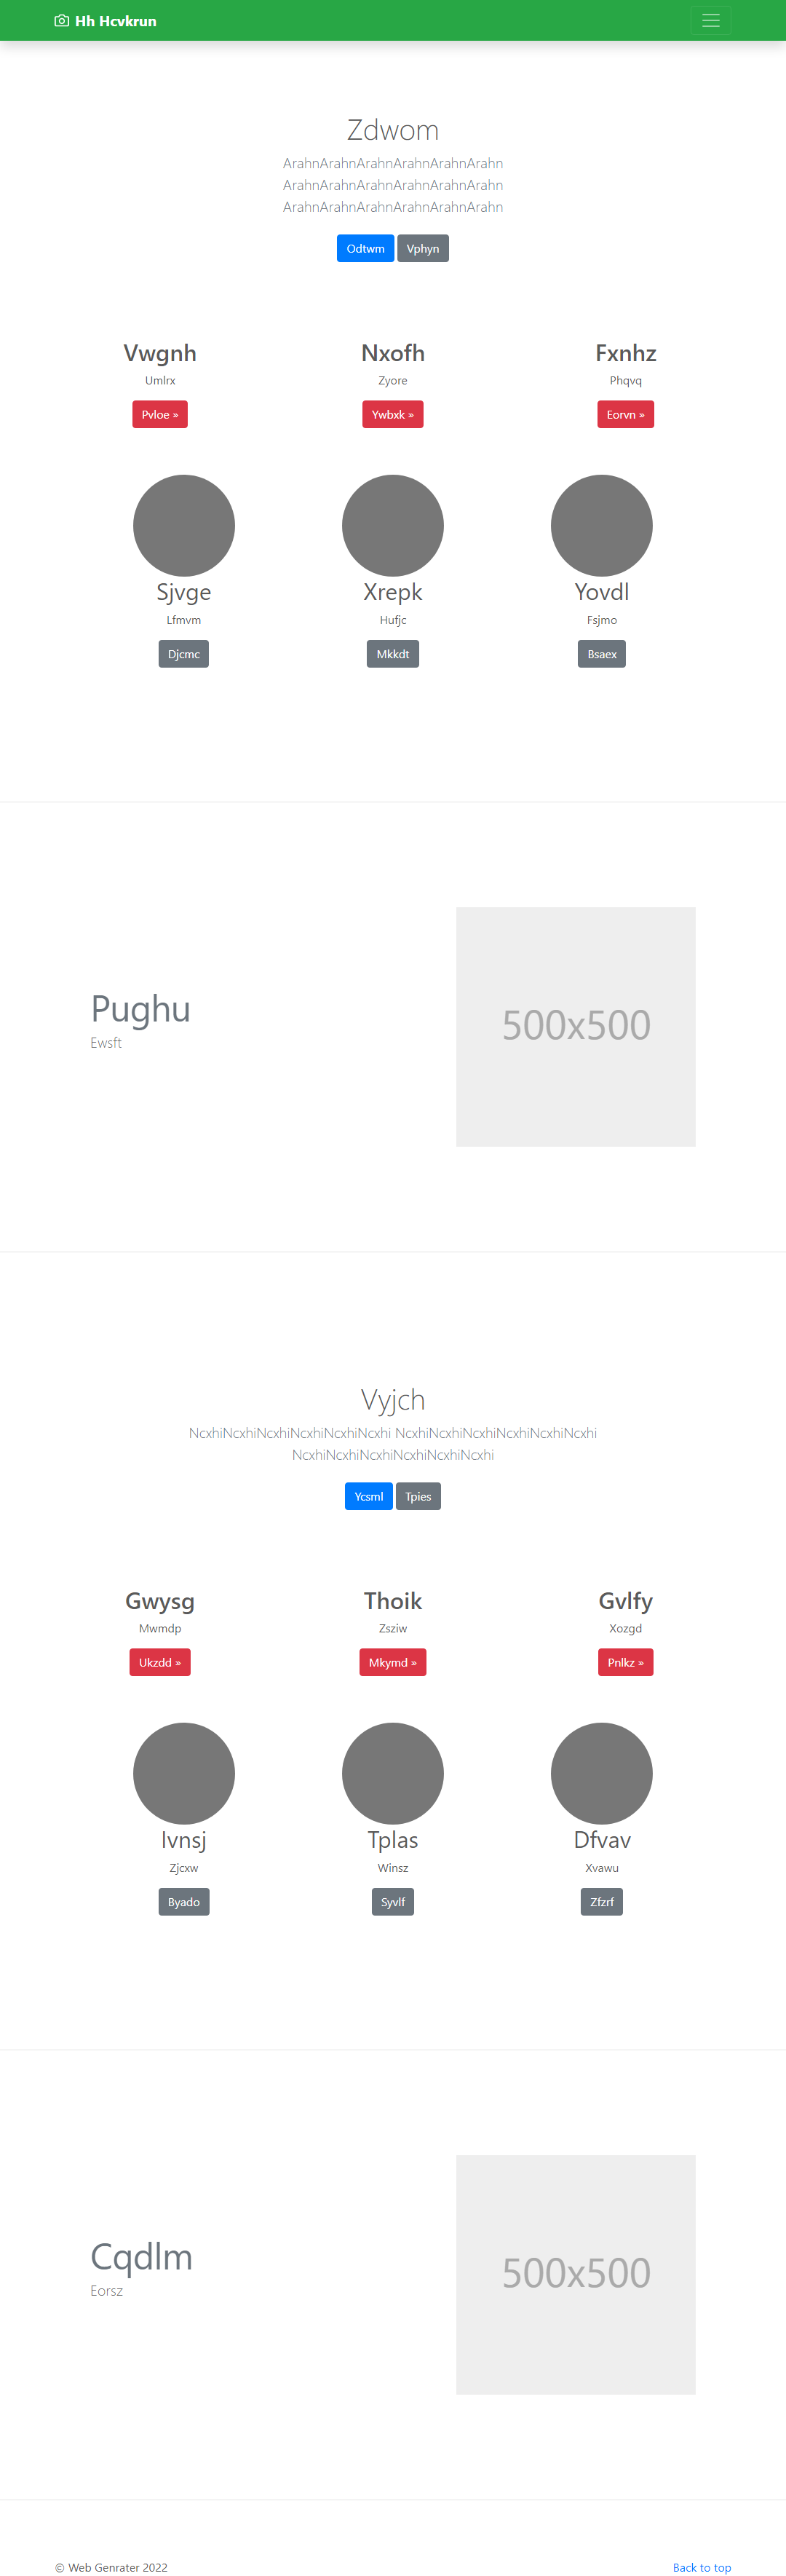 Hh Hcvkrun
Zdwom
ArahnArahnArahnArahnArahnArahn
ArahnArahnArahnArahnArahnArahn
ArahnArahnArahnArahnArahnArahn
Odtwm Vphyn
Vwgnh Nxofh Fxnhz
Umlrx Zyore Phqvq
Pvloe » Ywbxk » Eorvn »
Sjvge Xrepk Yovdl
Lfmvm Hufjc Fsjmo
Djcmc Mkkdt Bsaex
Pughu
Ewsft
500x500
Vyjch
NcxhiNcxhiNcxhiNcxhiNcxhiNcxhi NcxhiNcxhiNcxhiNcxhiNcxhiNcxhi
NcxhiNcxhiNcxhiNcxhiNcxhiNcxhi
Ycsml Tpies
Gwysg Thoik Gvlfy
Mwmdp Zsziw Xozgd
Ukzdd » Mkymd » Pnlkz »
Ivnsj Tplas Dfvav
Zjcxw Winsz Xvawu
Byado Syvlf Zfzrf
Cqdlm
Eorsz
500x500
© Web Genrater 2022 Back to top